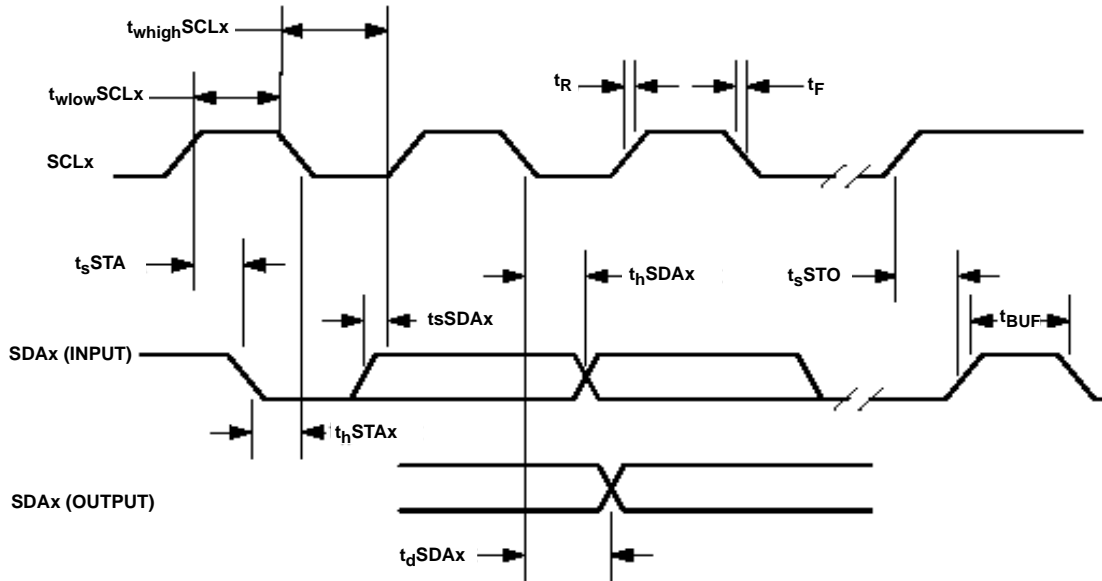 twhighSCLx
twlowSCLx
tR
tF
SCLx
tsSTA
thSDAx
tsSTO
tsSDAx
tBUF
SDAx (INPUT)
thSTAx
SDAx (OUTPUT)
tdSDAx